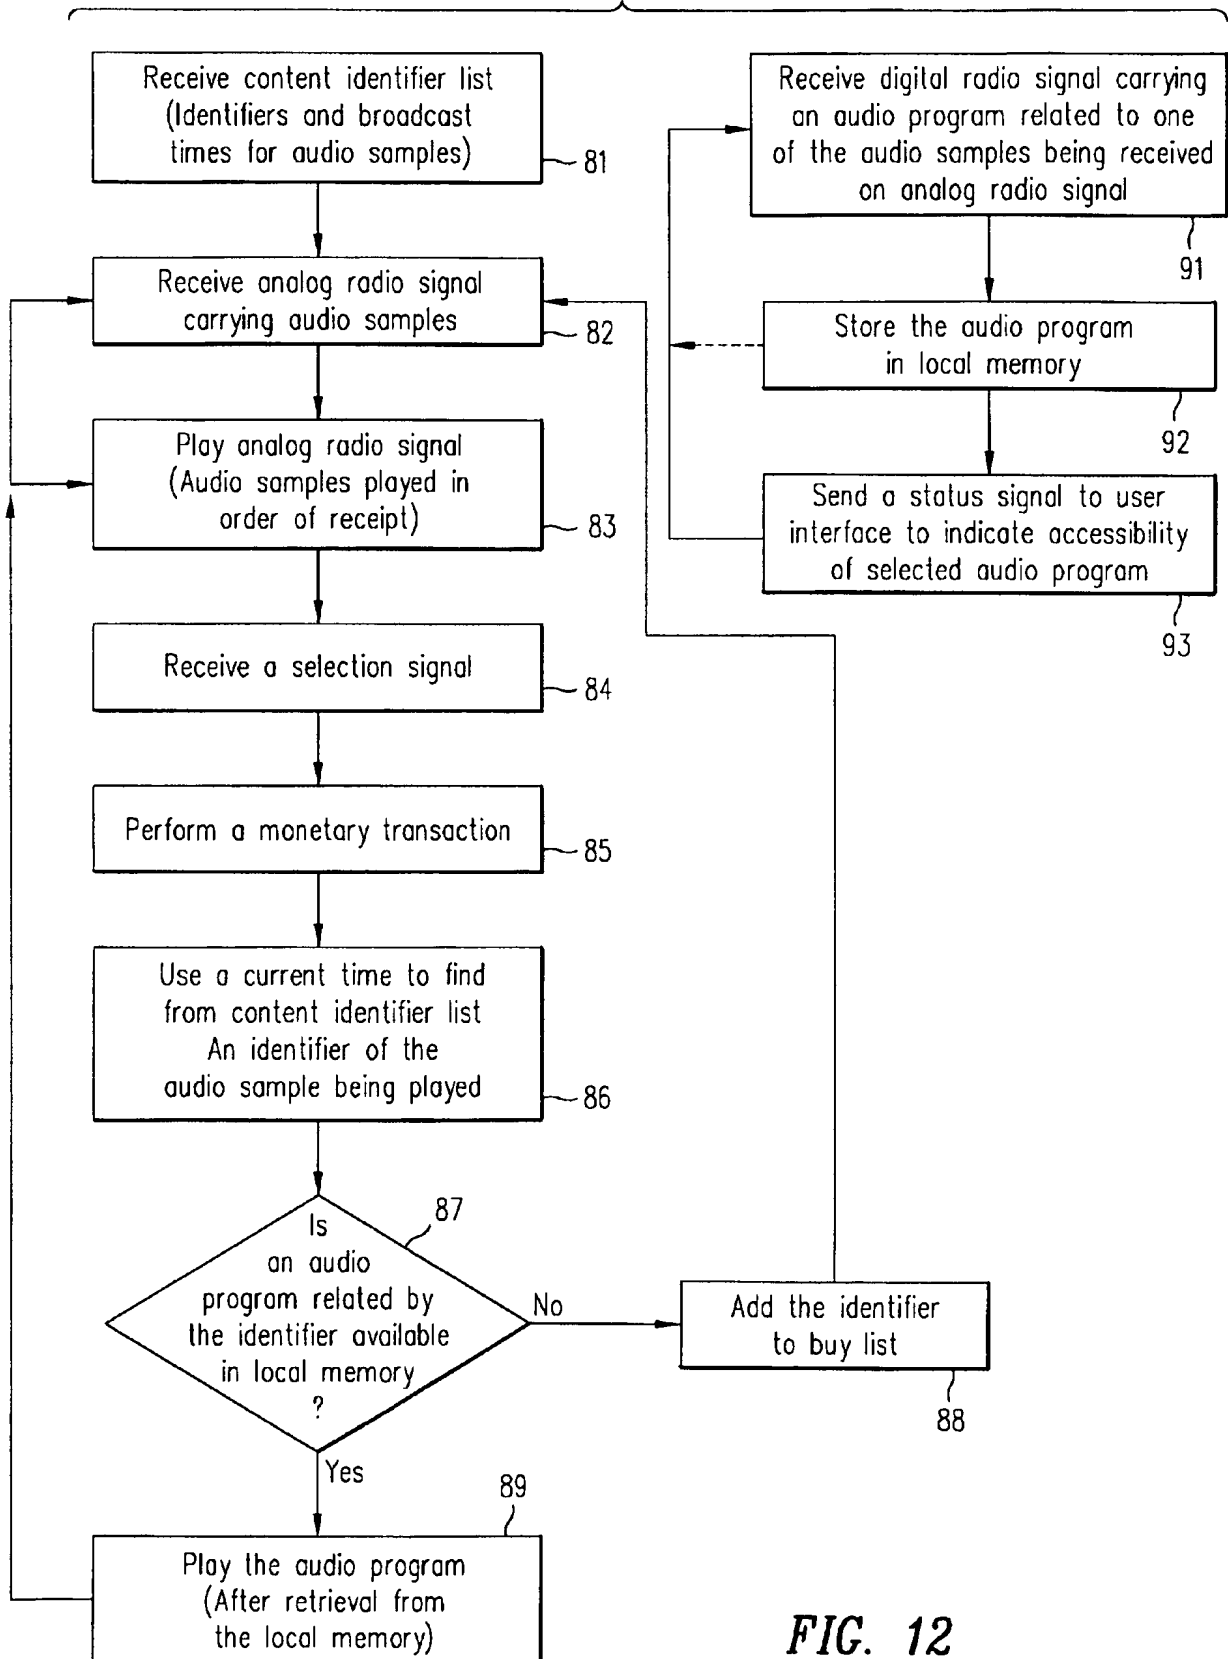 Receive content identifier list
(Identifiers and broadcast
times for audio samples)
81
Receive analog radio signal
carrying audio samples
82
Play analog radio signal
(Audio samples played in
order of receipt)
83
Receive a selection signal
84
Perform a monetary transaction
85
Use a current time to find
from content identifier list
An identifier of the
audio sample being played
86
87
Is
an audio
program related by
the identifier available
in local memory
?
No
Yes
Add the identifier
to buy list
88
89
Play the audio program
(After retrieval from
the local memory)
Receive digital radio signal carrying
an audio program related to one
of the audio samples being received
on analog radio signal
91
Store the audio program
in local memory
92
Send a status signal to user
interface to indicate accessibility
of selected audio program
93
FIG. 12